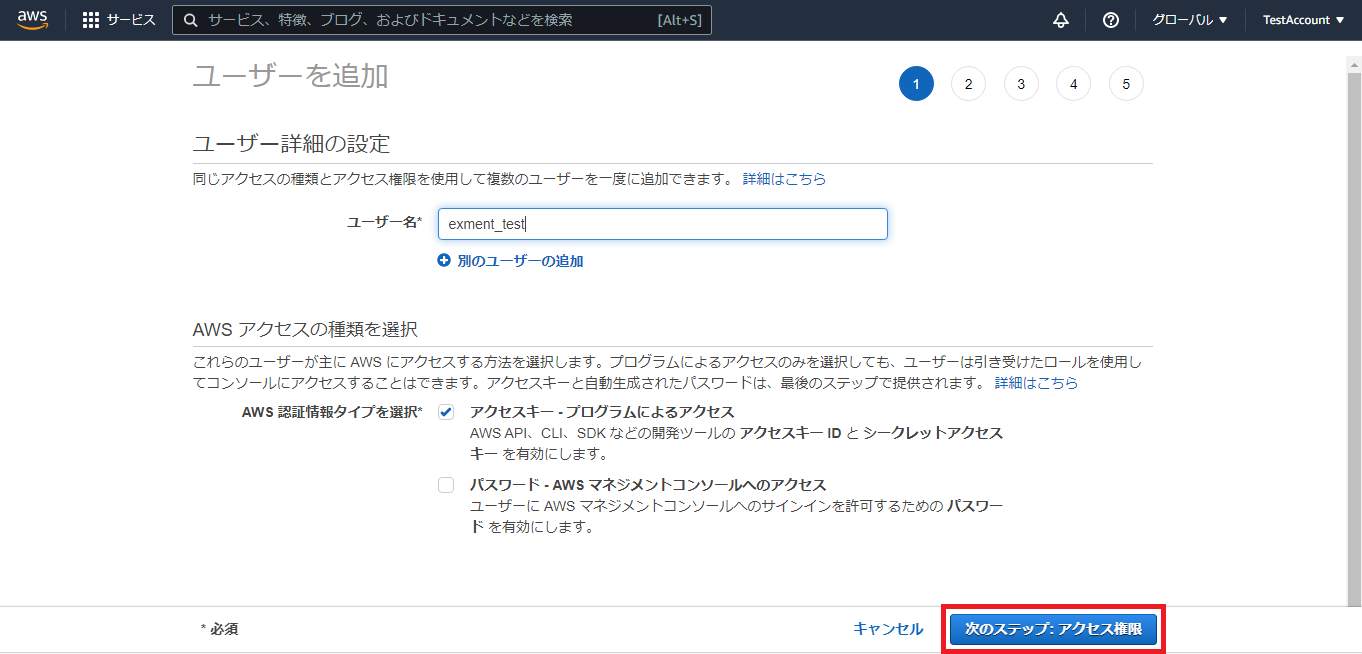 aws サービス サービス、特徴、ブログ、およびドキュメントなどを検索 [Alt+S] グローバル ▼ TestAccount ▼
ユーザーを追加
1 2 3 4 5
ユーザー詳細の設定
同じアクセスの種類とアクセス権限を使用して複数のユーザーを一度に追加できます。 詳細はこちら
ユーザー名* exment_test
別のユーザーの追加
AWS アクセスの種類を選択
これらのユーザーが主に AWS にアクセスする方法を選択します。プログラムによるアクセスのみを選択しても、ユーザーは引き受けたロールを使用し
てコンソールにアクセスすることはできます。アクセスキーと自動生成されたパスワードは、最後のステップで提供されます。 詳細はこちら
AWS 認証情報タイプを選択* アクセスキー - プログラムによるアクセス
AWS API、CLI、SDK などの開発ツールの アクセスキー ID と シークレットアクセス
キー を有効にします。
パスワード - AWS マネジメントコンソールへのアクセス
ユーザーに AWS マネジメントコンソールへのサインインを許可するための パスワー
ド を有効にします。
* 必須 キャンセル 次のステップ: アクセス権限